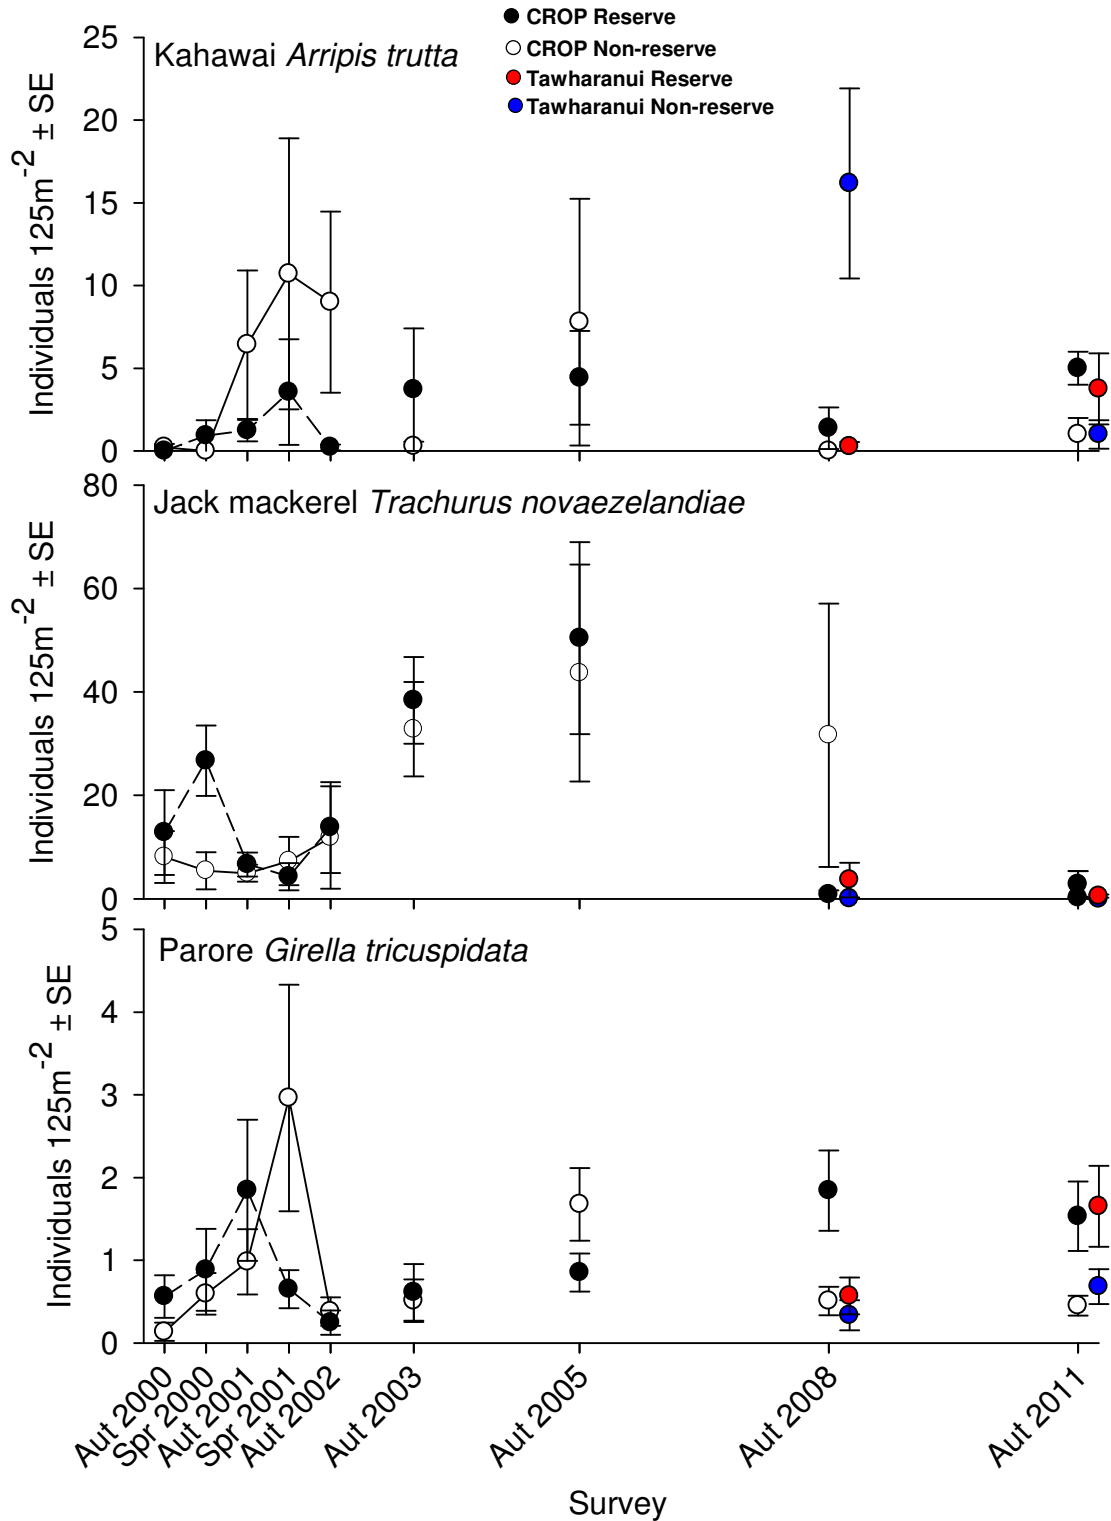 CROP Reserve
CROP Non-reserve
Tawharanui Reserve
Tawharanui Non-reserve
Kahawai Arripis trutta
25
20
15
10
5
0
Individuals 125m⁻² ± SE
Jack mackerel Trachurus novaezelandiae
80
60
40
20
0
Individuals 125m⁻² ± SE
Parore Girella tricuspidata
5
4
3
2
1
0
Individuals 125m⁻² ± SE
Aut 2000
Spr 2000
Aut 2001
Spr 2001
Aut 2002
Aut 2003
Aut 2005
Aut 2008
Aut 2011
Survey